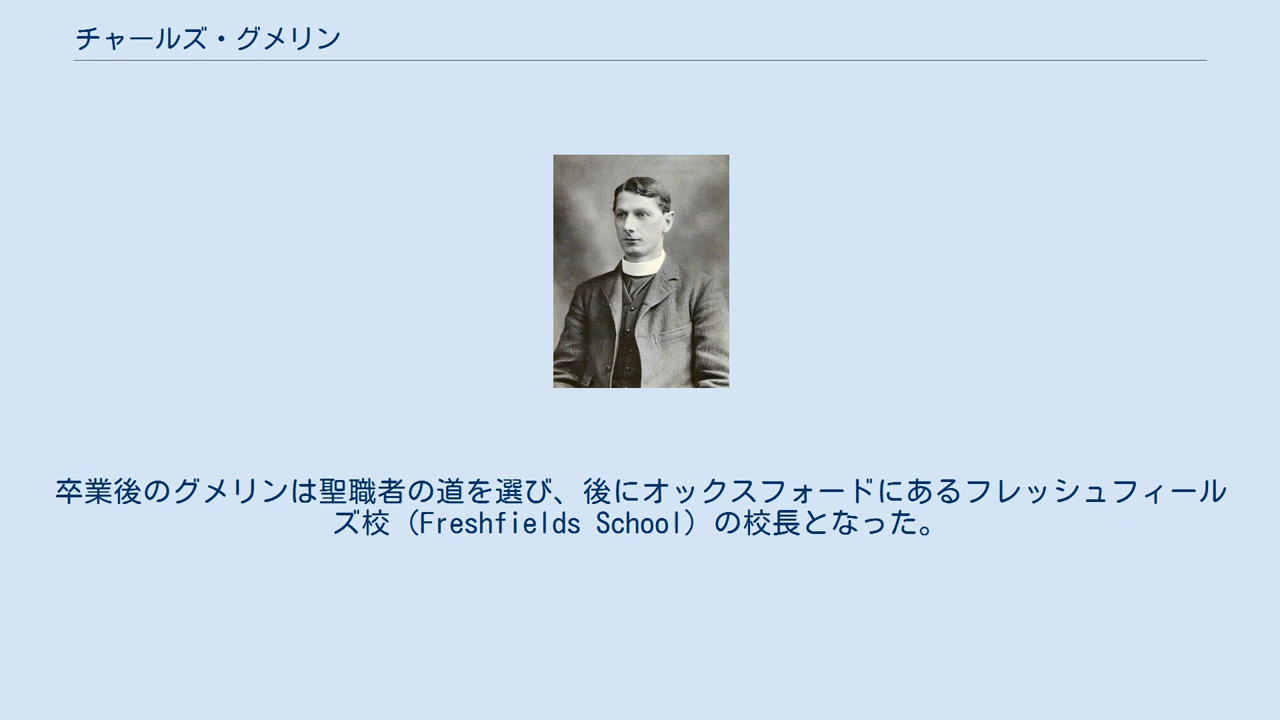 チャールズ・グメリン
卒業後のグメリンは聖職者の道を選び、後にオックスフォードにあるフレッシュフィール
ズ校（Freshfields School）の校長となった。